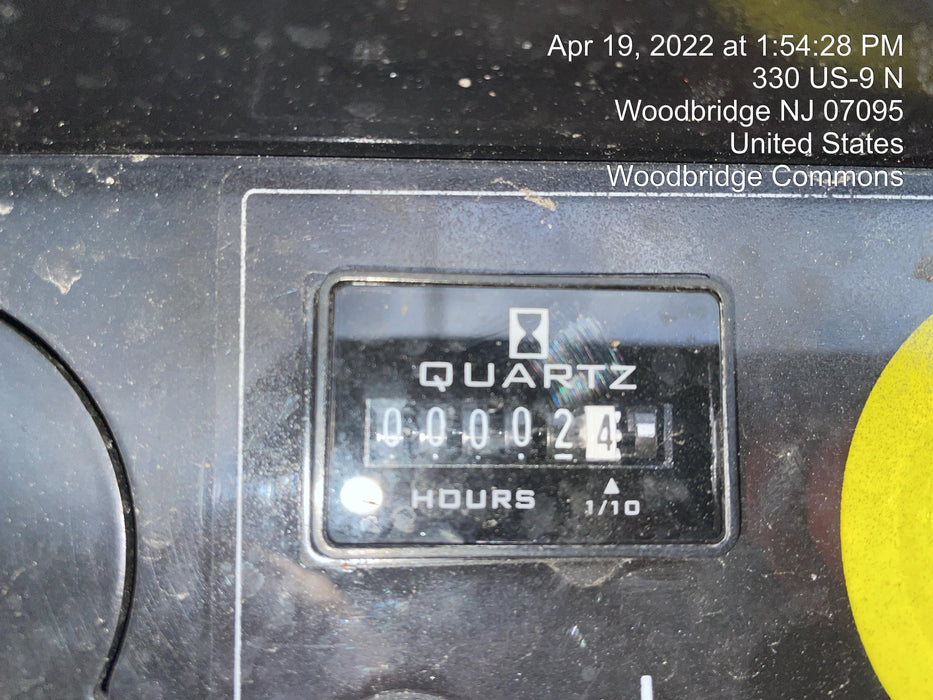 Apr 19, 2022 at 1:54:28 PM
330 US-9 N
Woodbridge NJ 07095
United States
Woodbridge Commons
QUARTZ
000024
HOURS
1/10